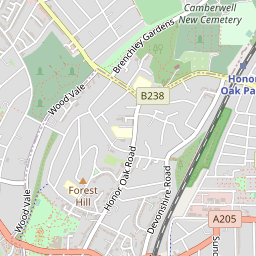 Camberwell
New Cemetery
Brenchley Gardens
Honor
Oak Pa
B238
Wood Vale
Honor Oak Road
Devonshire Road
Forest
Hill
Wood Vale
A205